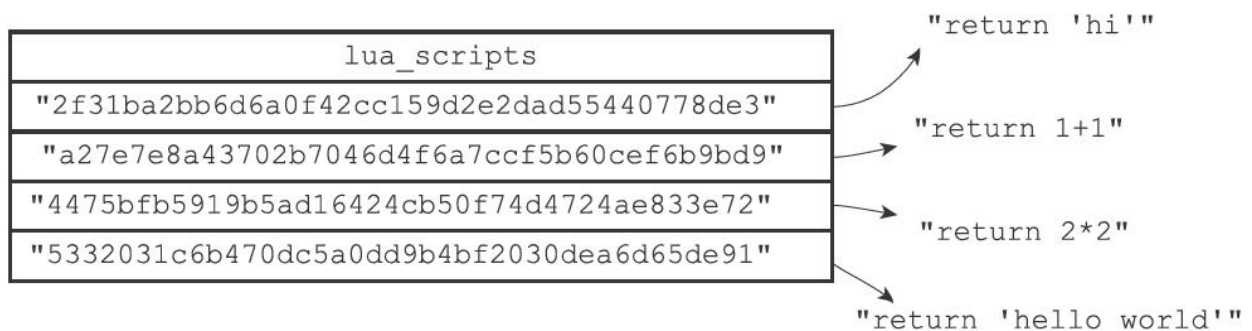 "return 'hi'"
lua_scripts
"2f31ba2bb6d6a0f42cc159d2e2dad55440778de3"
"return 1+1"
"a27e7e8a43702b7046d4f6a7ccf5b60cef6b9bd9"
"4475bfb5919b5ad16424cb50f74d4724ae833e72"
"return 2*2"
"5332031c6b470dc5a0dd9b4bf2030dea6d65de91"
"return 'hello world'"